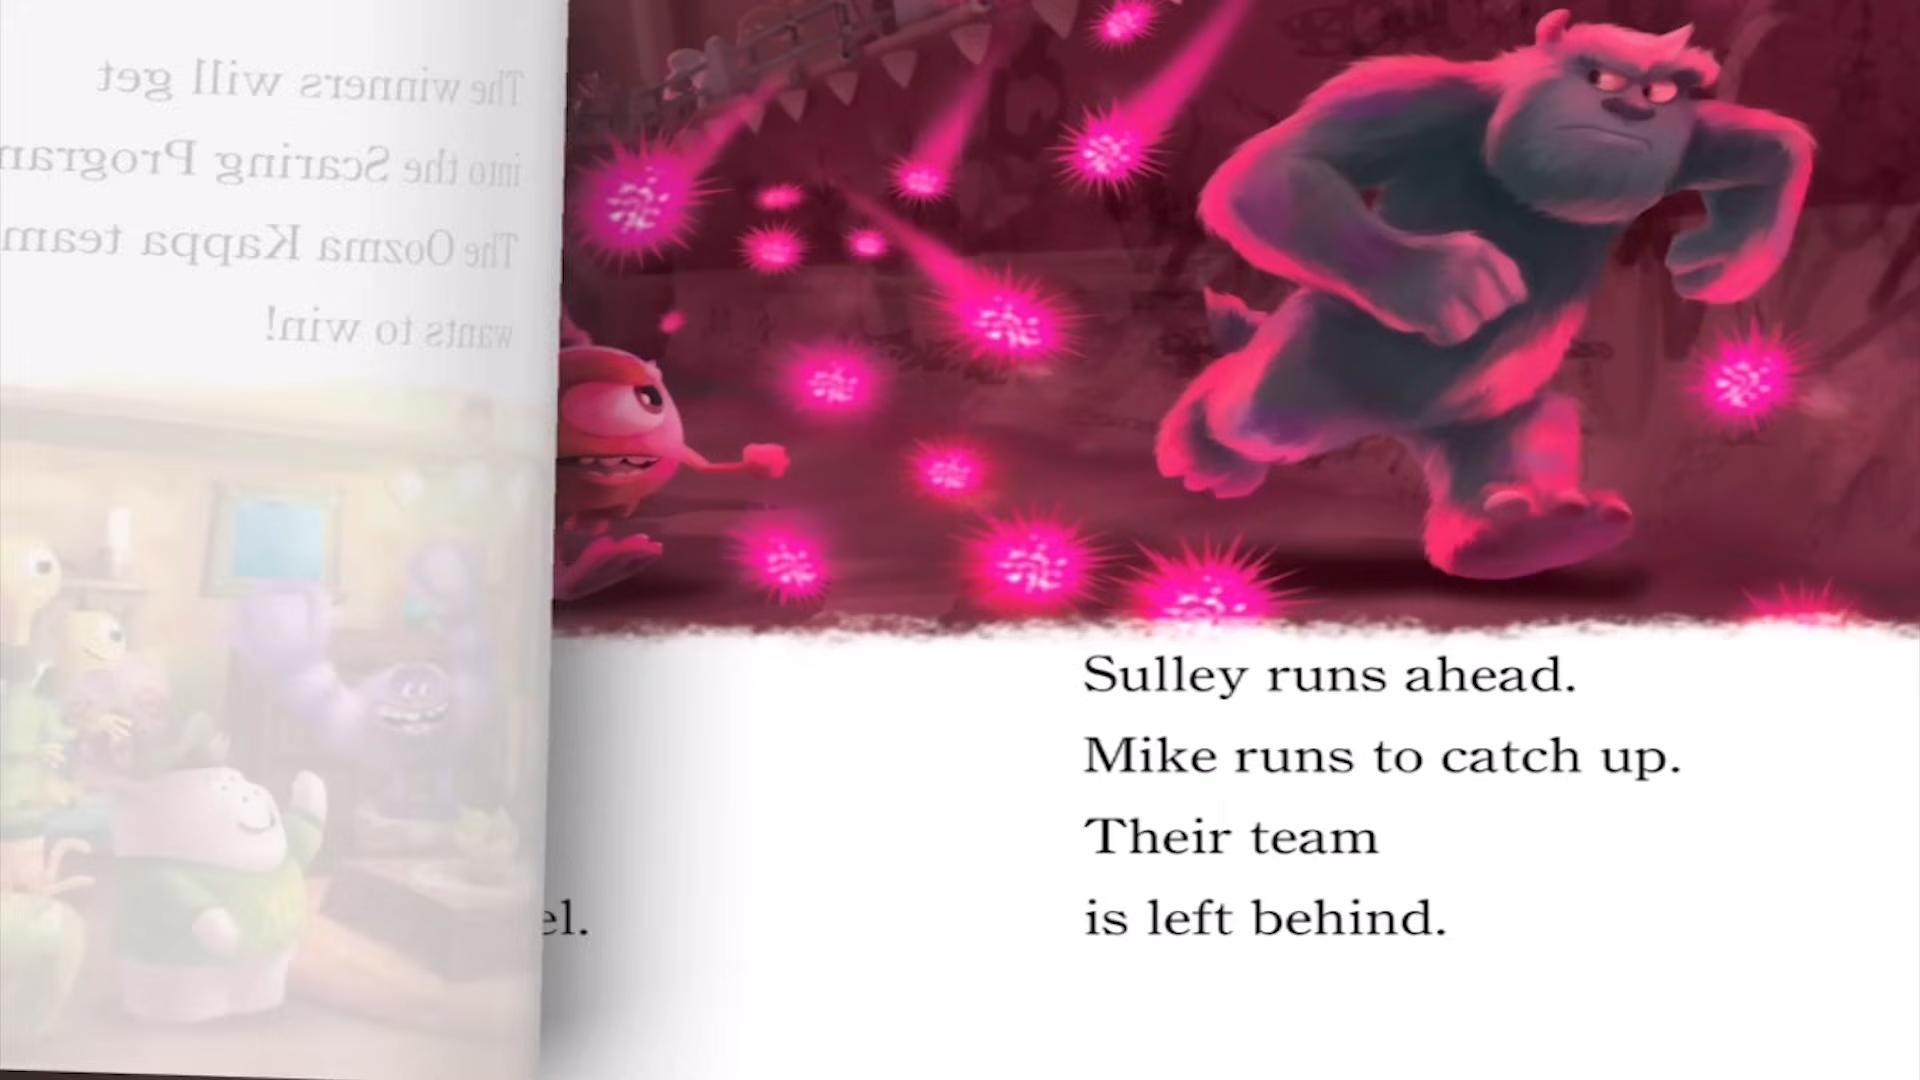 The winners will get
into the Scaring
The Oozma Kappa team
wants to win!
el.
Sulley runs ahead.
Mike runs to catch up.
Their team
is left behind.